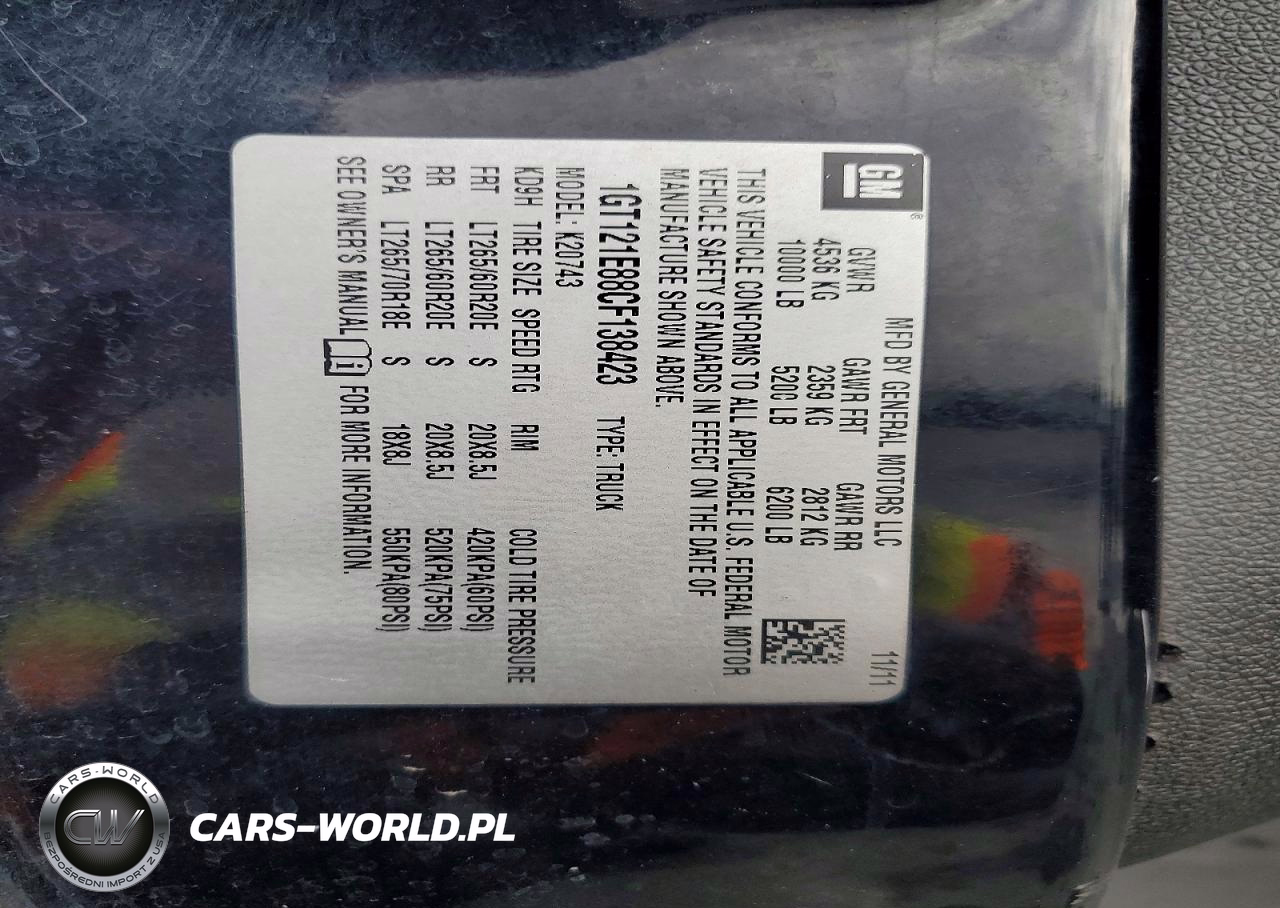 GM
MFD BY GENERAL MOTORS LLC 11/11
GVWR GAWR FRT GAWR RR
4536 KG 2359 KG 2812 KG
10000 LB 5200 LB 6200 LB
THIS VEHICLE CONFORMS TO ALL APPLICABLE U.S. FEDERAL MOTOR
VEHICLE SAFETY STANDARDS IN EFFECT ON THE DATE OF
MANUFACTURE SHOWN ABOVE.
1GT121E88CF138423 TYPE: TRUCK
MODEL: K20743
KD9H TIRE SIZE SPEED RTG RIM COLD TIRE PRESSURE
FRT LT265/60R20E S 20X8.5J 420KPA(60PSI)
RR LT265/60R20E S 20X8.5J 520KPA(75PSI)
SPA LT265/70R18E S 18X8J 550KPA(80PSI)
SEE OWNER'S MANUAL FOR MORE INFORMATION.
CARS-WORLD
CW
BEZPOŚREDNI IMPORT Z USA
CARS-WORLD.PL